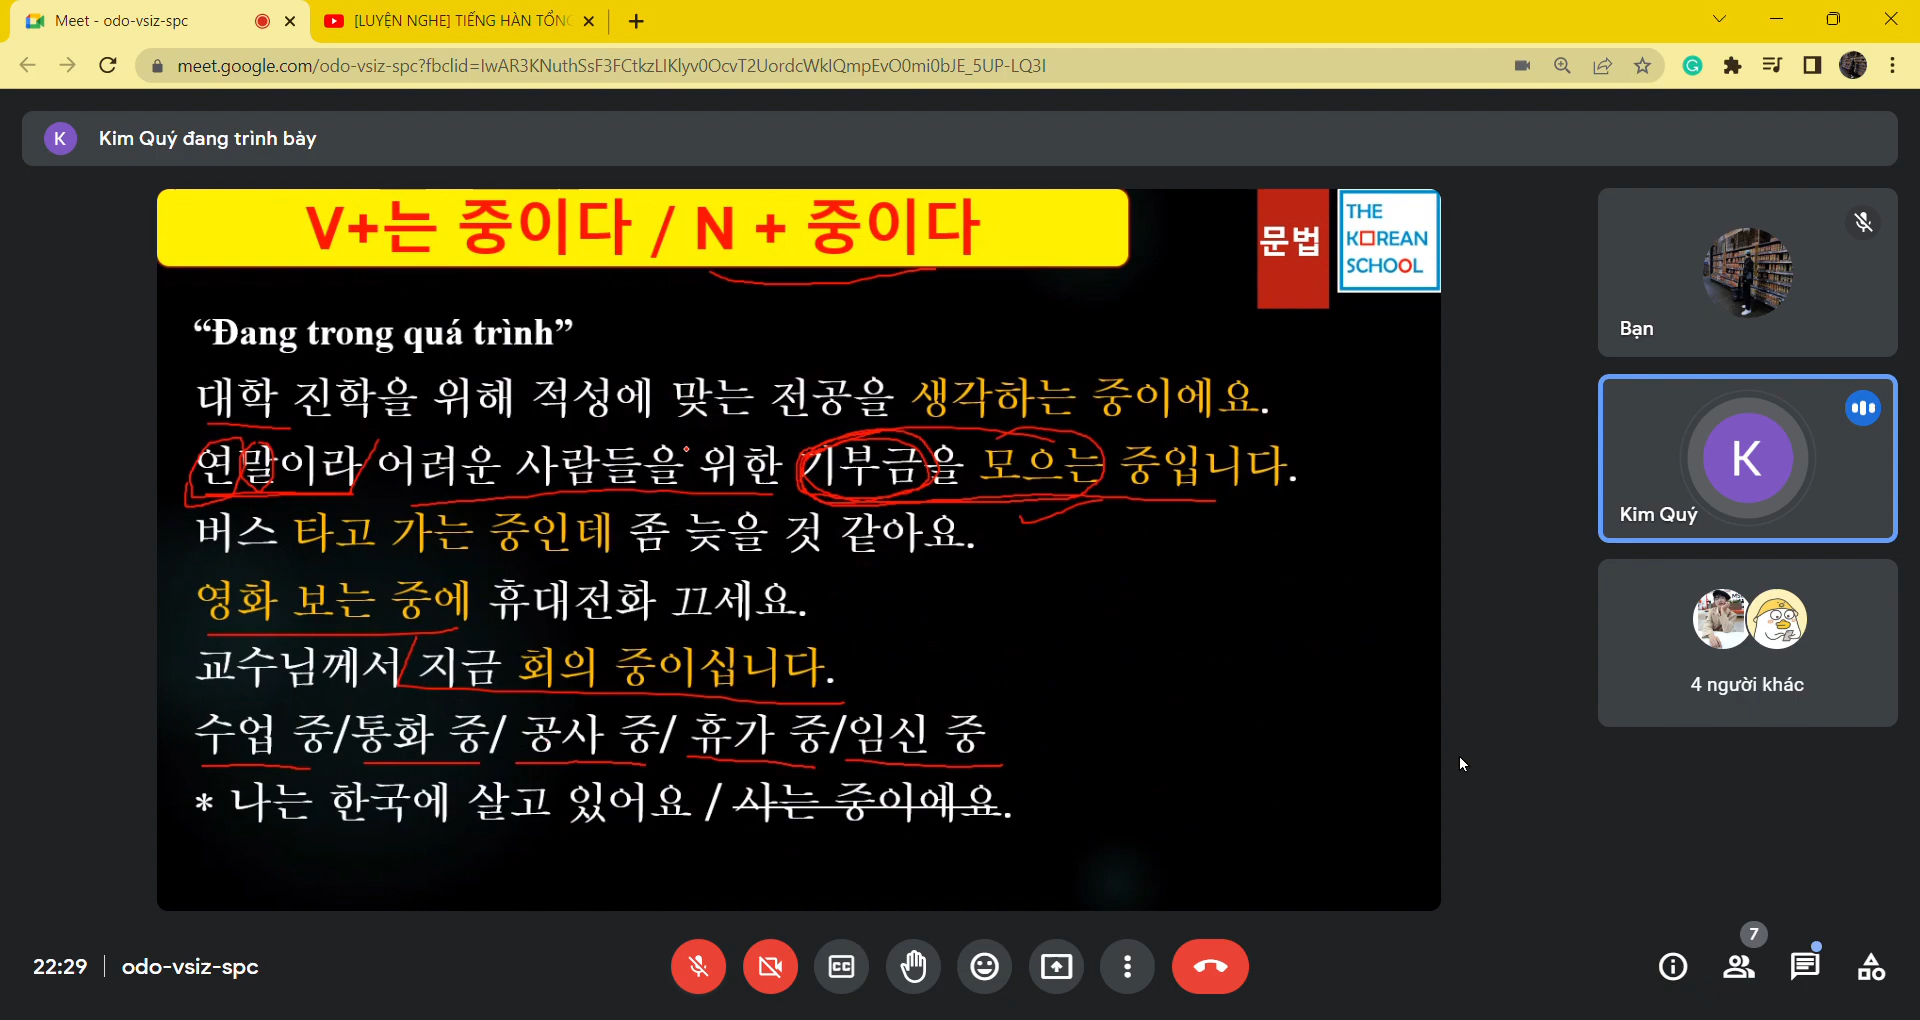 Meet - odo-vsiz-spc
[LUYỆN NGHE] TIẾNG HÀN TỔNG
meet.google.com/odo-vsiz-spc?fbclid=IwAR3KNuthSsF3FCtkzLIKlyv0OcvT2UordcWkIQmpEvO0mi0bJE_5UP-LQ3I
K
Kim Quý đang trình bày
V+는 중이다 / N + 중이다
문법
THE
KOREAN
SCHOOL
“Đang trong quá trình”
대학 진학을 위해 적성에 맞는 전공을 생각하는 중이에요.
연말이라 어려운 사람들을 위한 기부금을 모으는 중입니다.
버스 타고 가는 중인데 좀 늦을 것 같아요.
영화 보는 중에 휴대전화 끄세요.
교수님께서 지금 회의 중이십니다.
수업 중/통화 중/ 공사 중/ 휴가 중/임신 중
* 나는 한국에 살고 있어요 / 사는 중이에요.
Bạn
K
Kim Quý
4 người khác
22:29
odo-vsiz-spc
7